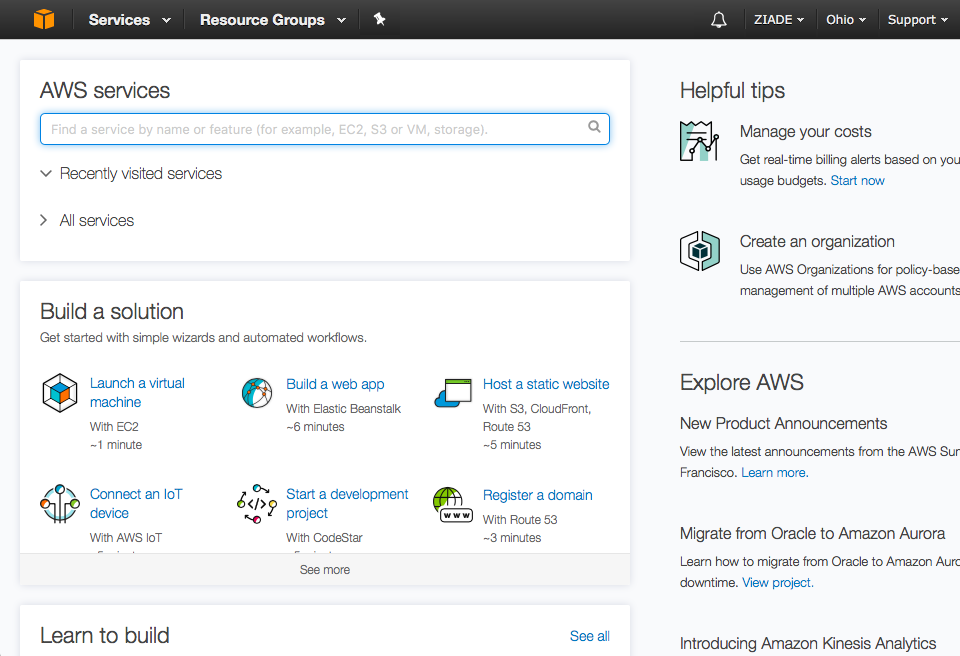 Services Resource Groups ZIADE Ohio Support
AWS services
Find a service by name or feature (for example, EC2, S3 or VM, storage).
Recently visited services
All services
Build a solution
Get started with simple wizards and automated workflows.
Launch a virtual
machine
With EC2
~1 minute
Build a web app
With Elastic Beanstalk
~6 minutes
Host a static website
With S3, CloudFront,
Route 53
~5 minutes
Connect an IoT
device
With AWS IoT
Start a development
project
With CodeStar
Register a domain
With Route 53
~3 minutes
www
See more
Learn to build
See all
Helpful tips
Manage your costs
Get real-time billing alerts based on you
usage budgets. Start now
Create an organization
Use AWS Organizations for policy-base
management of multiple AWS accounts
Explore AWS
New Product Announcements
View the latest announcements from the AWS Sum
Francisco. Learn more.
Migrate from Oracle to Amazon Aurora
Learn how to migrate from Oracle to Amazon Auro
downtime. View project.
Introducing Amazon Kinesis Analytics